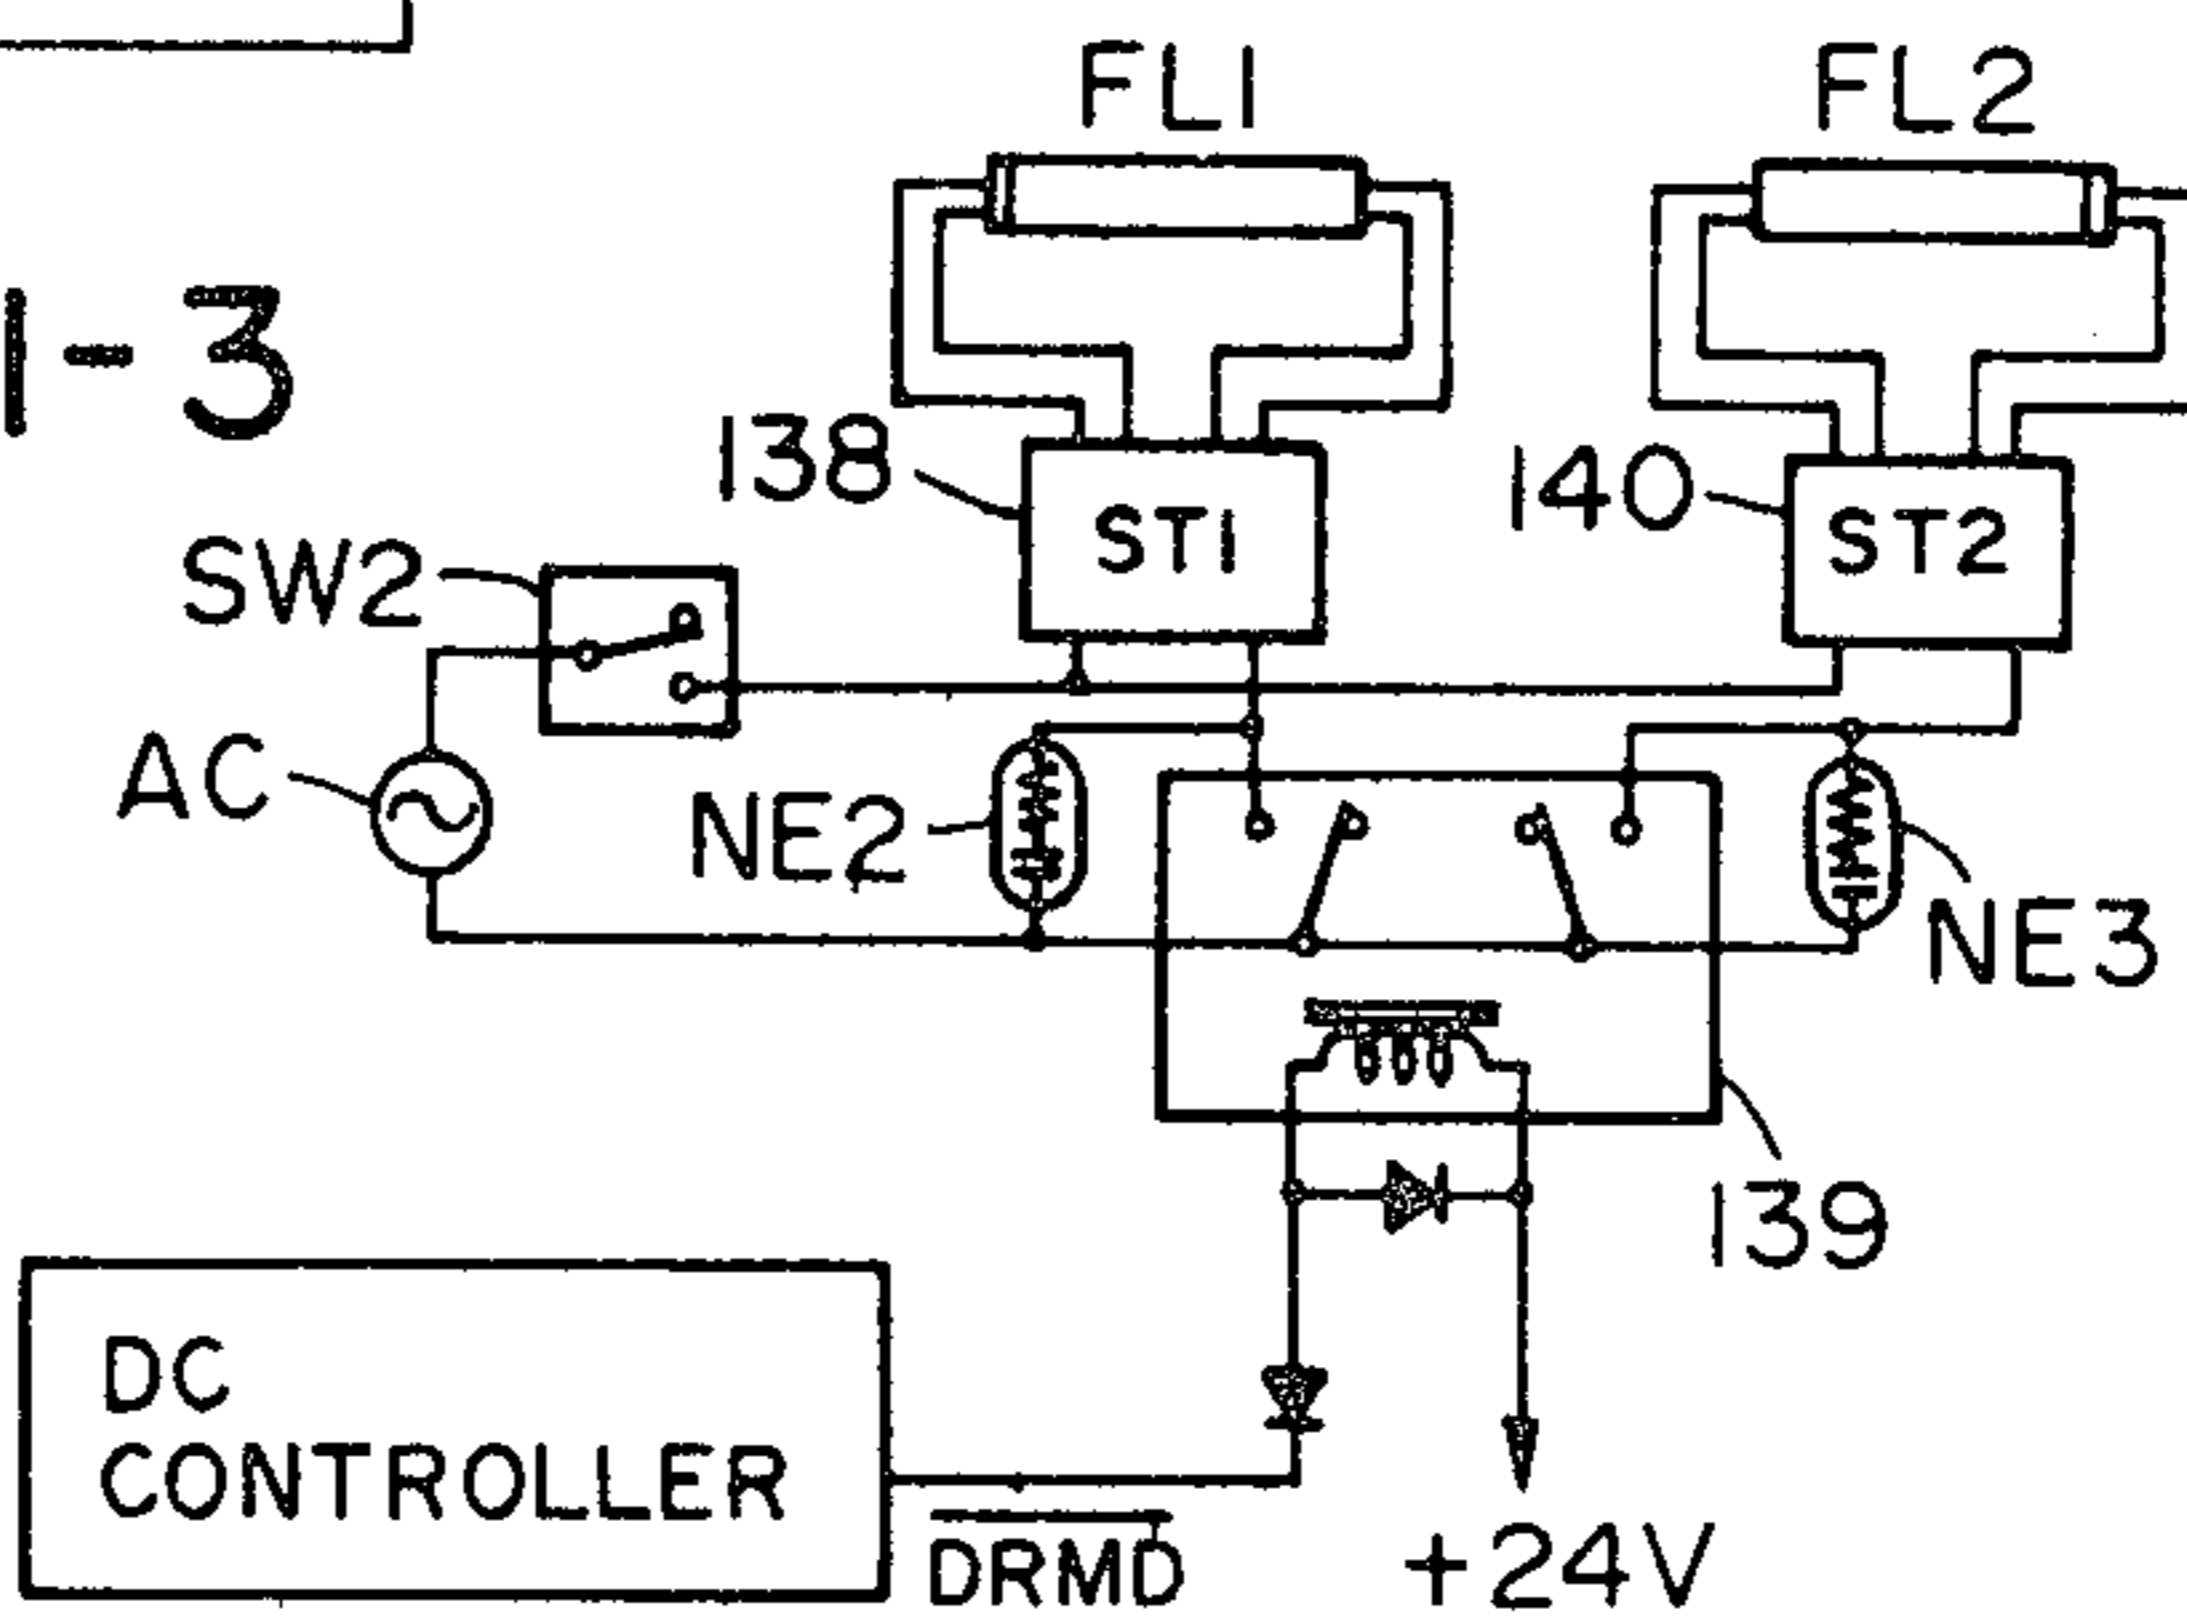 FL1
FL2
1-3
138
ST1
140
ST2
SW2
AC
NE2
NE3
139
DC
CONTROLLER
DRMD
+24V